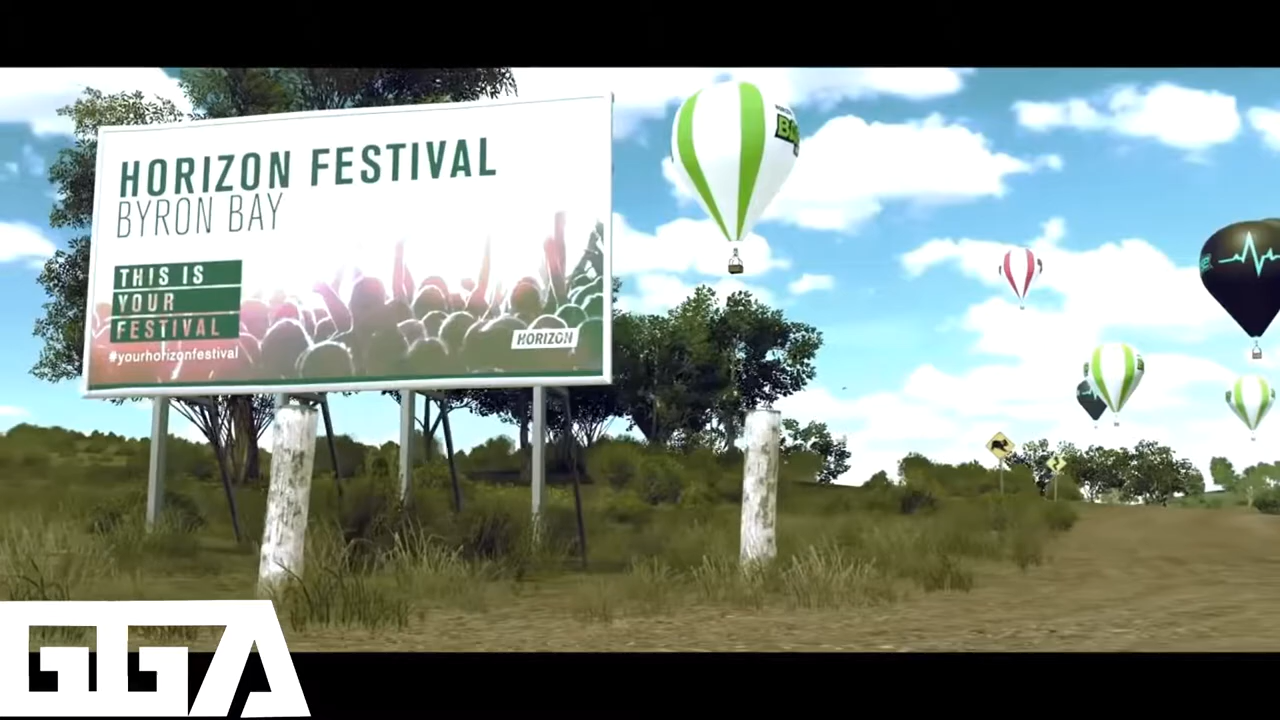 HORIZON FESTIVAL
BYRON BAY
THIS IS
YOUR
FESTIVAL
#yourhorizonfestival
HORIZON
GGA